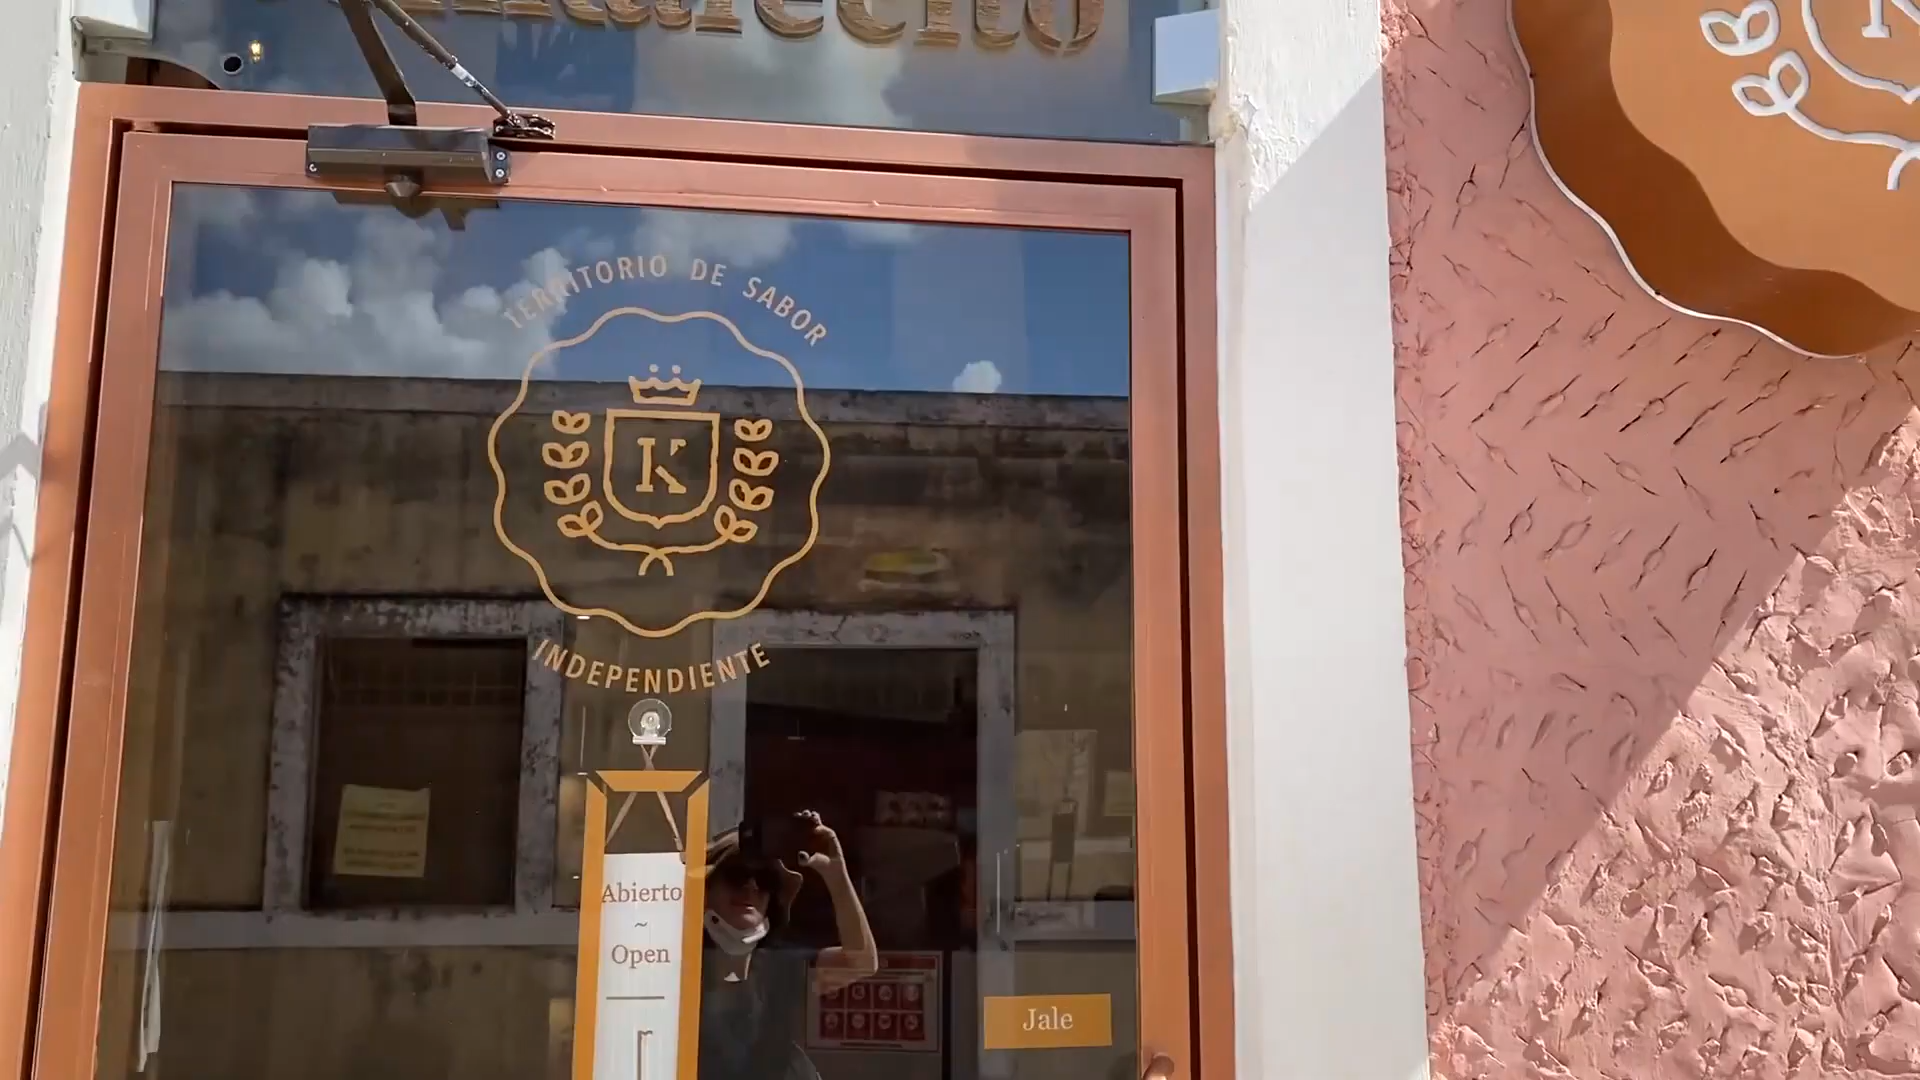 TERRITORIO DE SABOR
K
INDEPENDIENTE
Abierto
~
Open
Jale